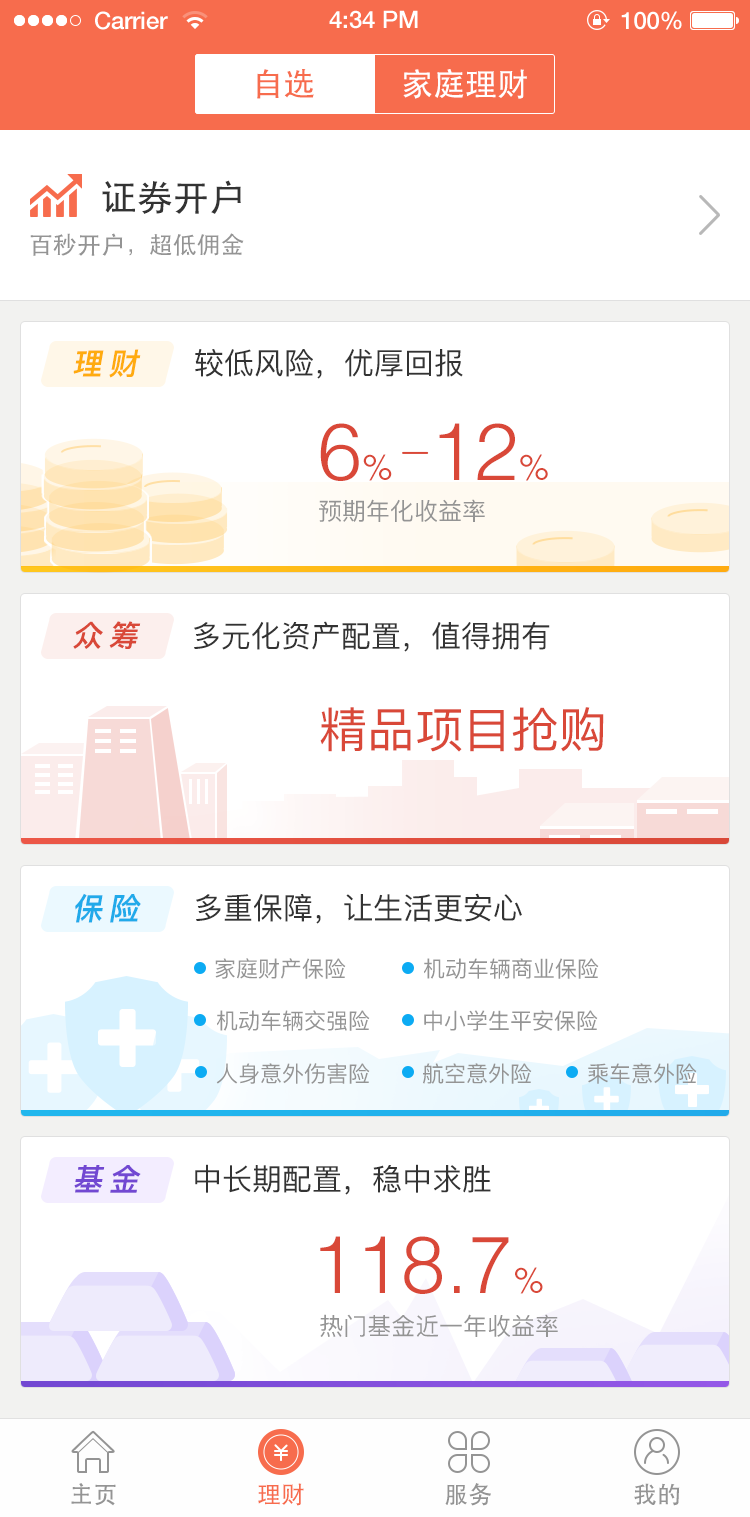 Carrier 4:34 PM 100%
自选 家庭理财
证券开户
百秒开户，超低佣金
理财 较低风险，优厚回报
6%-12%
预期年化收益率
众筹 多元化资产配置，值得拥有
精品项目抢购
保险 多重保障，让生活更安心
家庭财产保险 机动车辆商业保险
机动车辆交强险 中小学生平安保险
人身意外伤害险 航空意外险 乘车意外险
基金 中长期配置，稳中求胜
118.7%
热门基金近一年收益率
¥
主页 理财 服务 我的